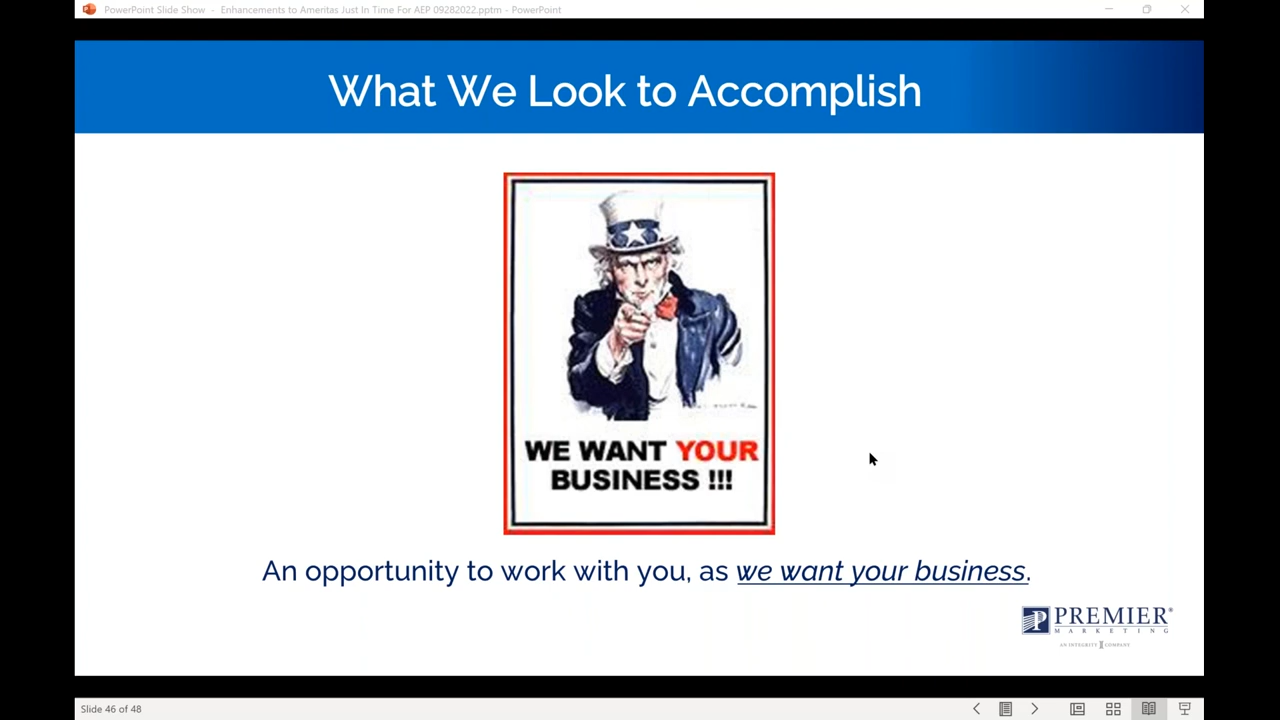 PowerPoint Slide Show - Enhancements to Ameritas Just In Time For AEP 09282022.pptm - PowerPoint
What We Look to Accomplish
WE WANT YOUR
BUSINESS !!!
An opportunity to work with you, as we want your business.
PREMIER®
MARKETING
AN INTEGRITY COMPANY
Slide 46 of 48